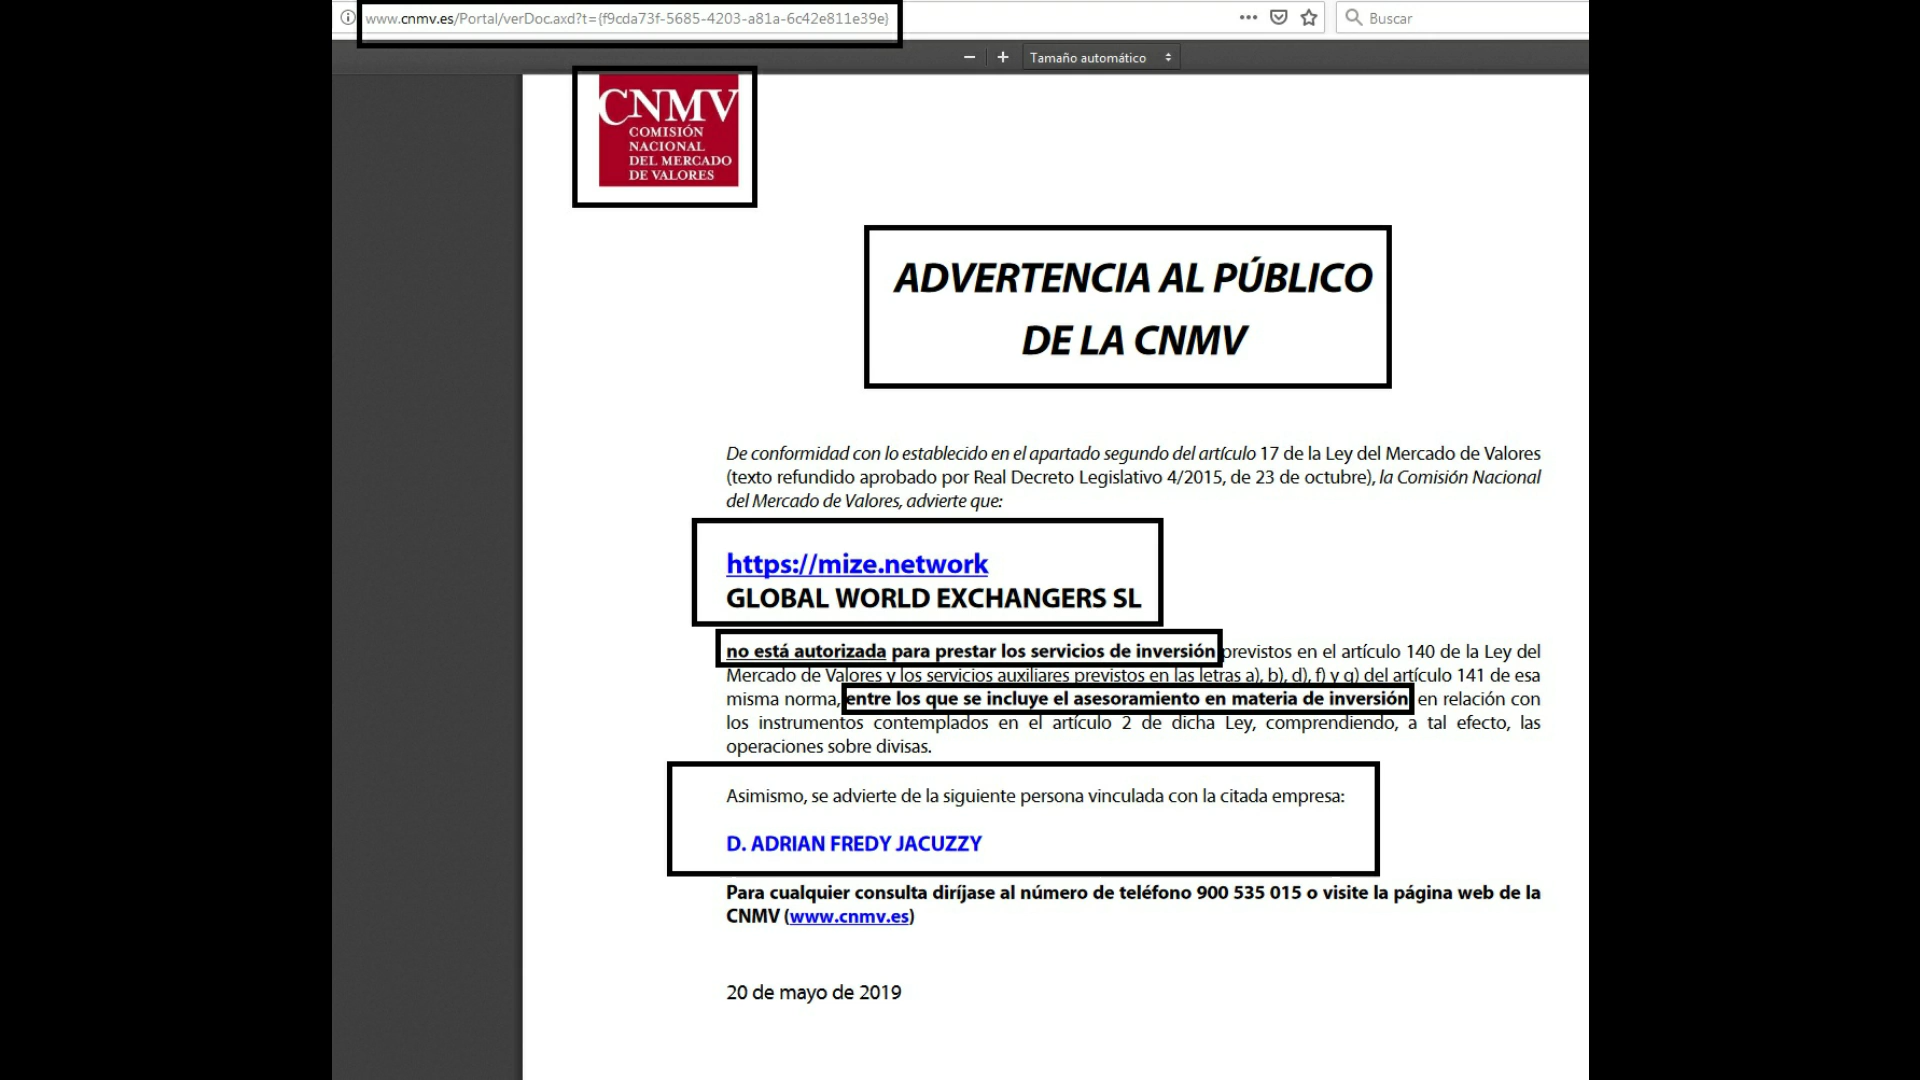 www.cnmv.es/Portal/verDoc.axd?t={f9cda73f-5685-4203-a81a-6c42e811e39e}
Buscar
Tamaño automático
CNMV
COMISIÓN
NACIONAL
DEL MERCADO
DE VALORES
ADVERTENCIA AL PÚBLICO
DE LA CNMV
De conformidad con lo establecido en el apartado segundo del artículo 17 de la Ley del Mercado de Valores
(texto refundido aprobado por Real Decreto Legislativo 4/2015, de 23 de octubre), la Comisión Nacional
del Mercado de Valores, advierte que:
https://mize.network
GLOBAL WORLD EXCHANGERS SL
no está autorizada para prestar los servicios de inversión previstos en el artículo 140 de la Ley del
Mercado de Valores y los servicios auxiliares previstos en las letras a), b), d), f) y g) del artículo 141 de esa
misma norma, entre los que se incluye el asesoramiento en materia de inversión en relación con
los instrumentos contemplados en el artículo 2 de dicha Ley, comprendiendo, a tal efecto, las
operaciones sobre divisas.
Asimismo, se advierte de la siguiente persona vinculada con la citada empresa:
D. ADRIAN FREDY JACUZZY
Para cualquier consulta diríjase al número de teléfono 900 535 015 o visite la página web de la
CNMV (www.cnmv.es)
20 de mayo de 2019